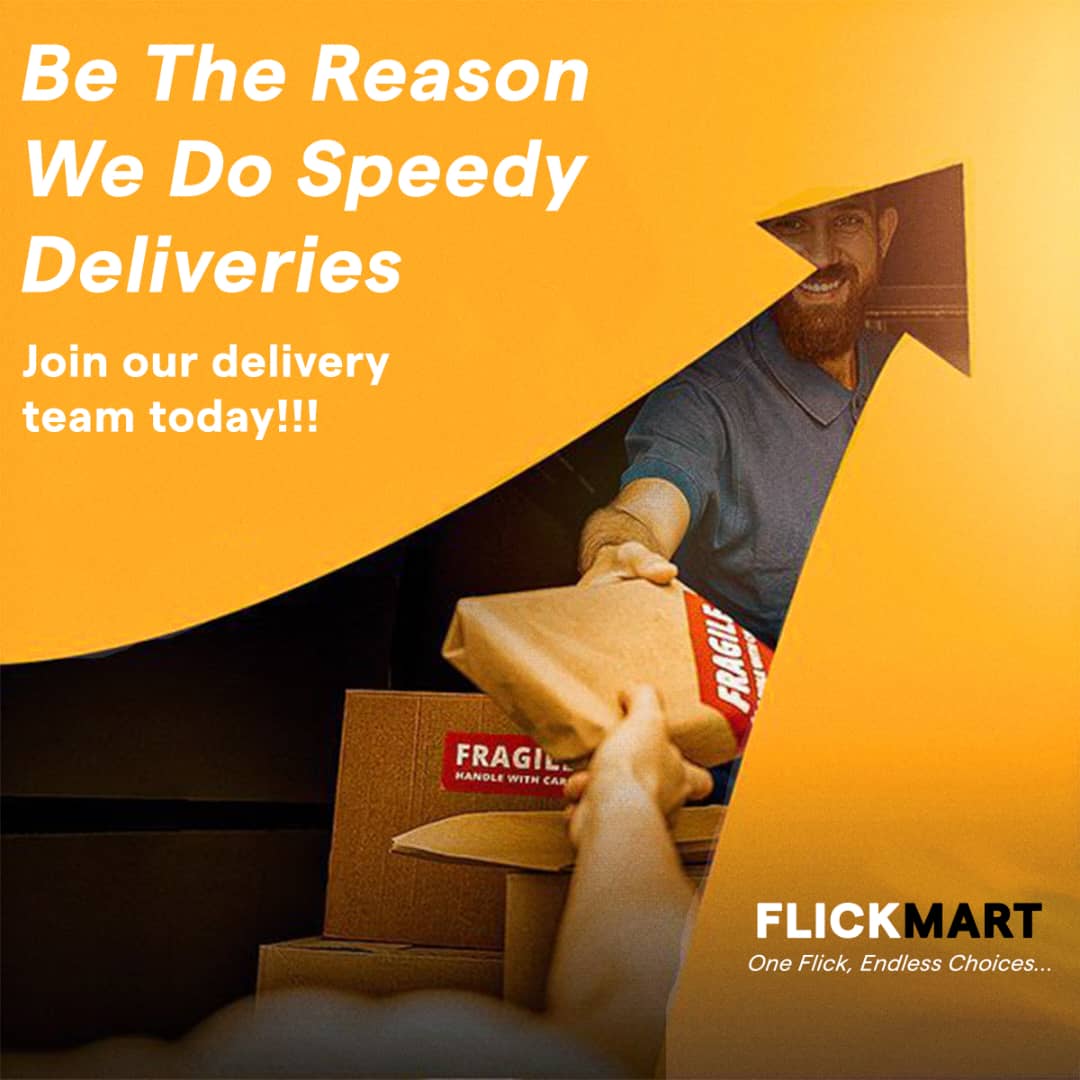 Be The Reason
We Do Speedy
Deliveries
Join our delivery
team today!!!
FRAGILE
FRAGILE
HANDLE WITH CARE
FLICKMART
One Flick, Endless Choices...